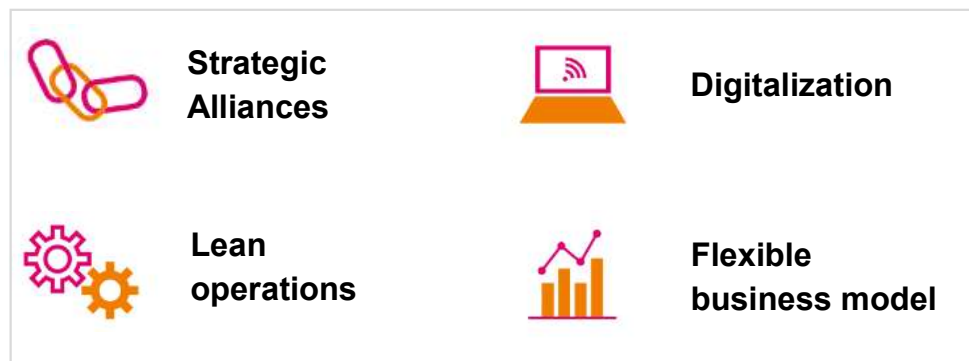 Strategic
Alliances
Digitalization
Lean
operations
Flexible
business model